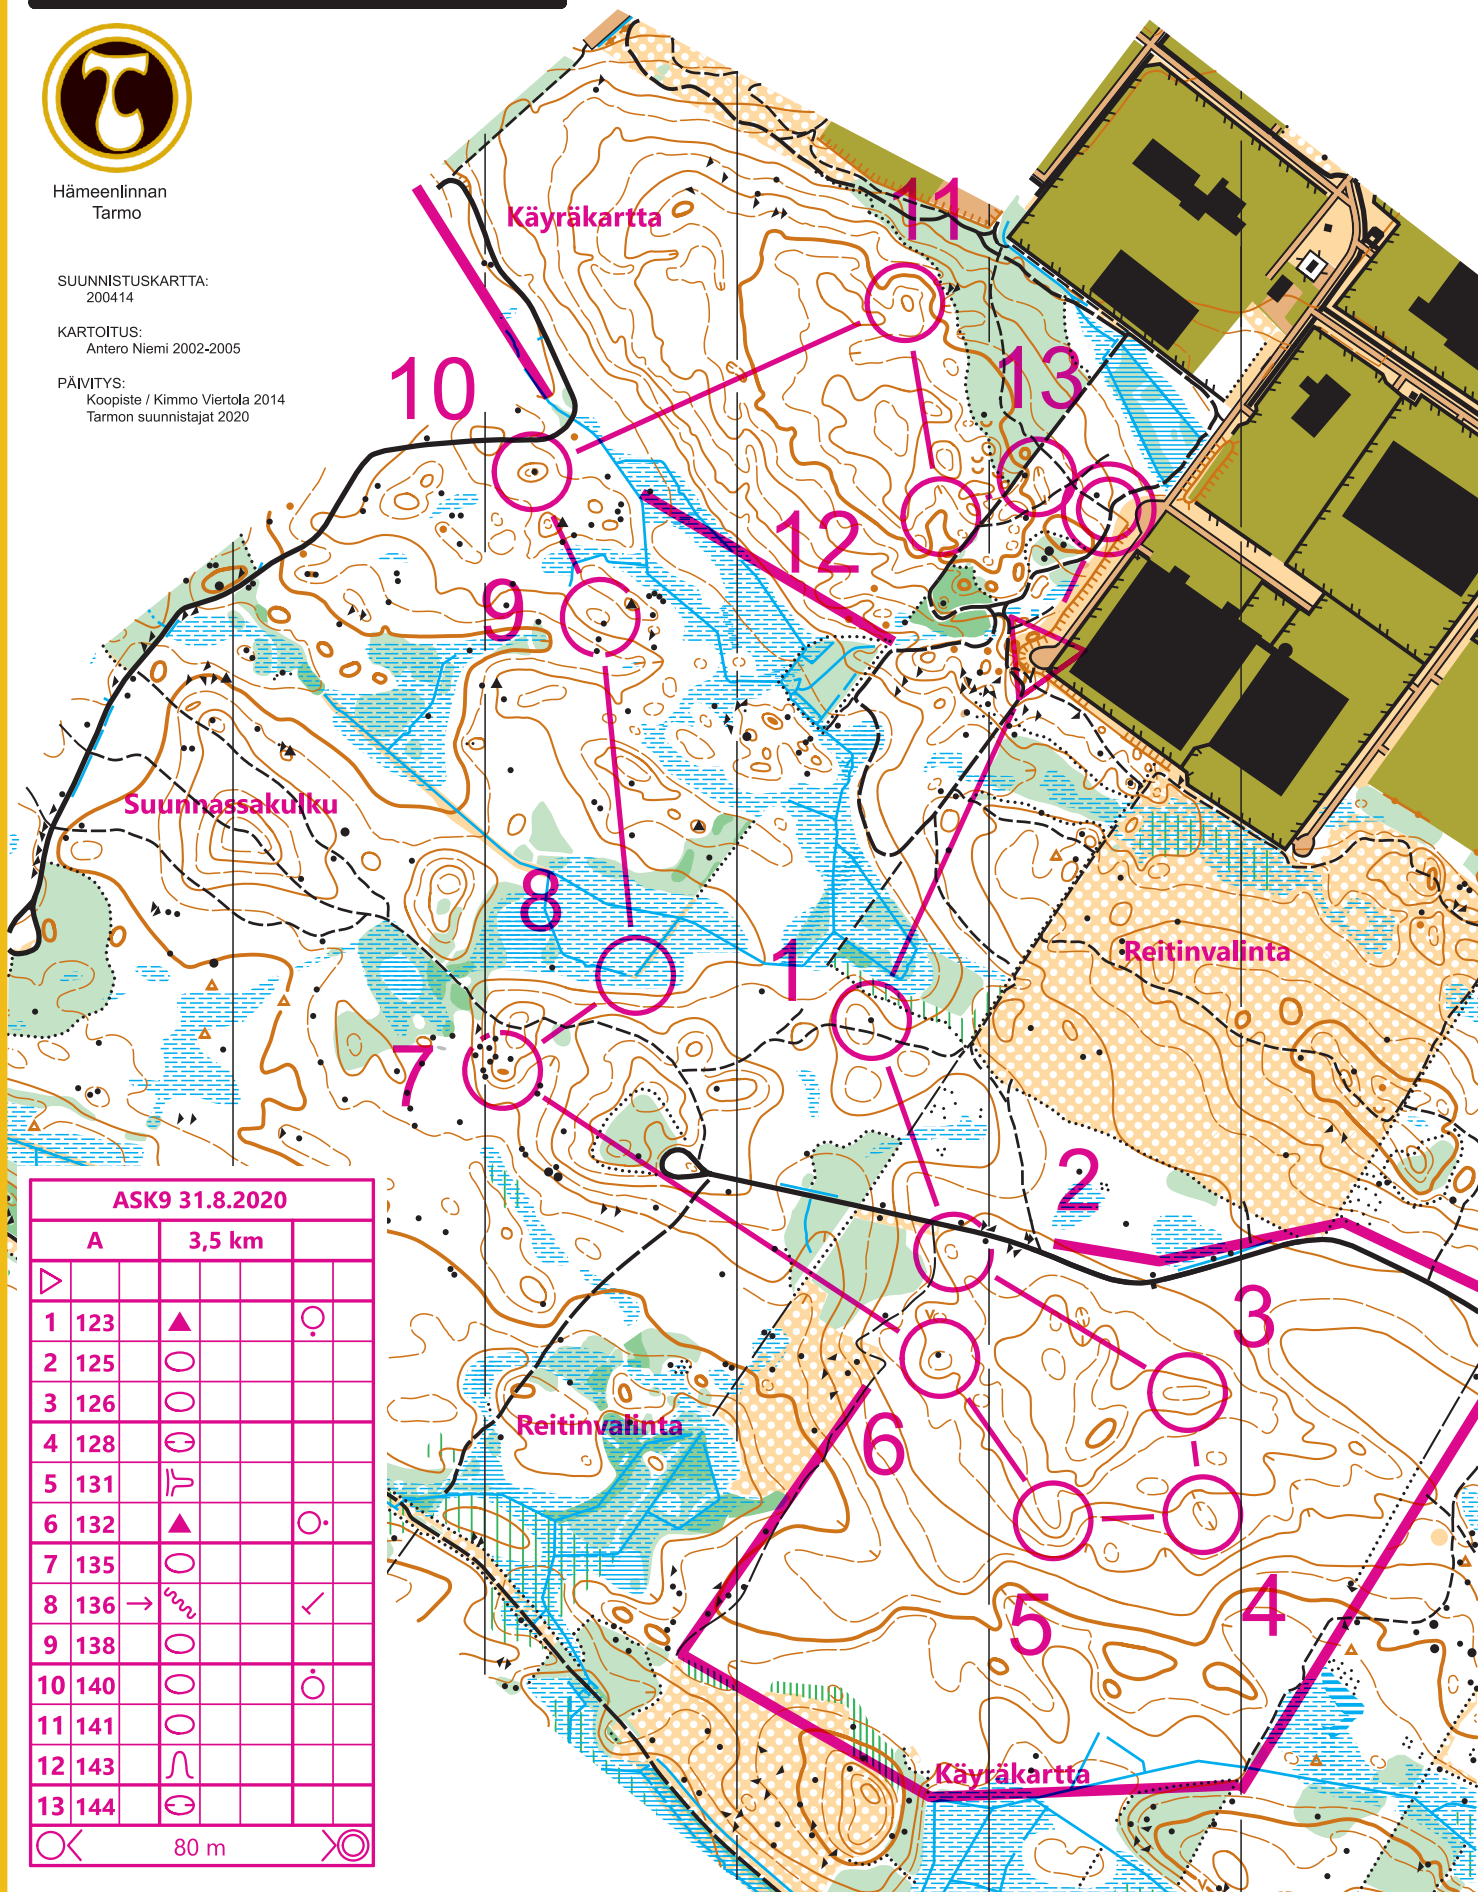 Hämeenlinnan
Tarmo
SUUNNISTUSKARTTA:
200414
KARTOITUS:
Antero Niemi 2002-2005
PÄIVITYS:
Koopiste / Kimmo Viertola 2014
Tarmon suunnistajat 2020
Käyräkartta
11
10
13
12
9
Suunnassakulku
8
1
Reitinvalinta
7
2
3
Reitinvalinta
6
5
4
Käyräkartta
ASK9 31.8.2020
A 3,5 km
1 123
2 125
3 126
4 128
5 131
6 132
7 135
8 136
9 138
10 140
11 141
12 143
13 144
80 m